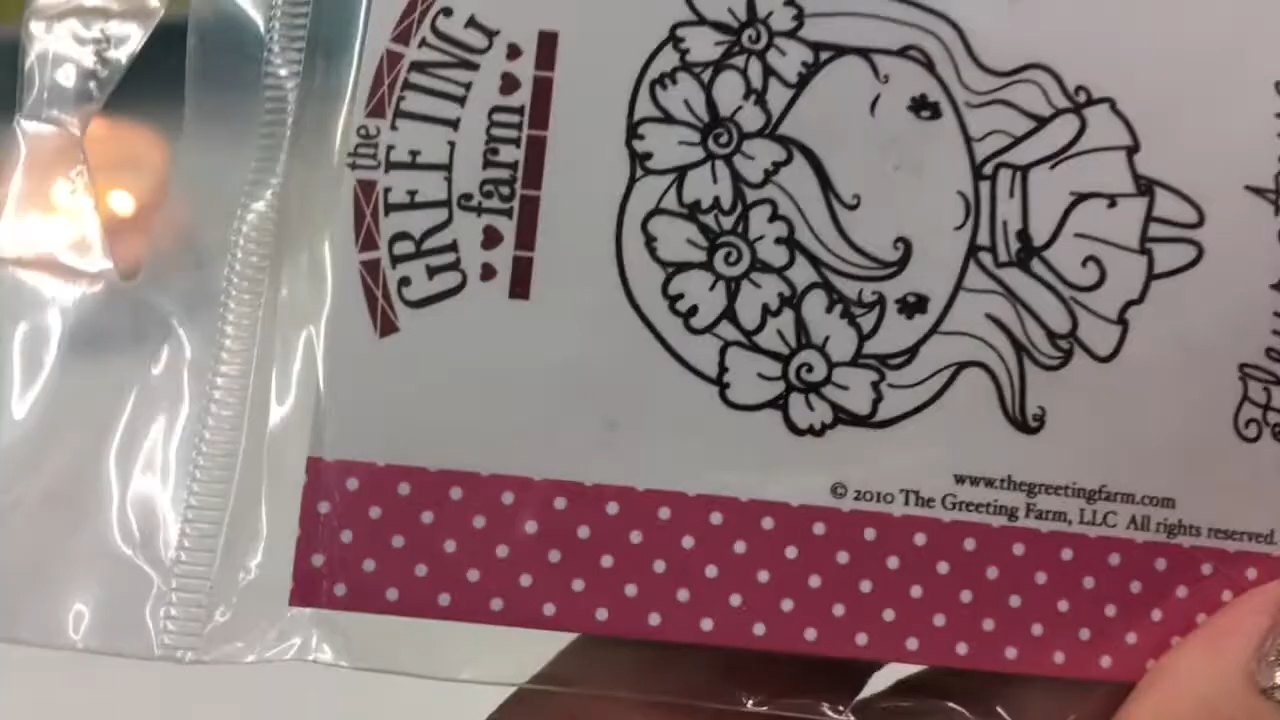 the
GREETING
farm
www.thegreetingfarm.com
© 2010 The Greeting Farm, LLC All rights reserved.